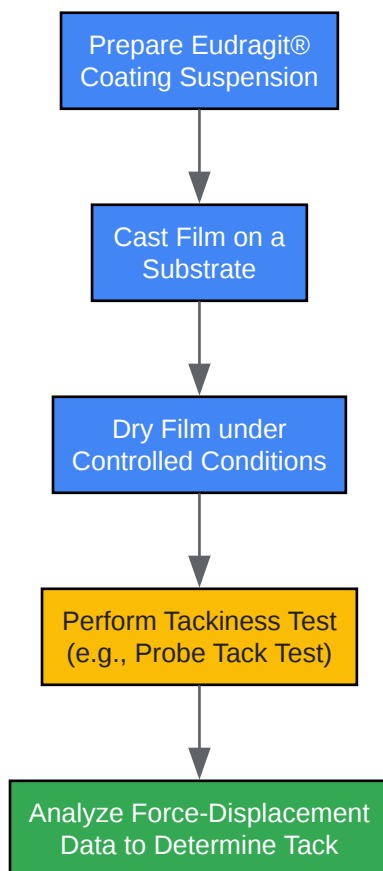 Prepare Eudragit®
Coating Suspension
Cast Film on a
Substrate
Dry Film under
Controlled Conditions
Perform Tackiness Test
(e.g., Probe Tack Test)
Analyze Force-Displacement
Data to Determine Tack